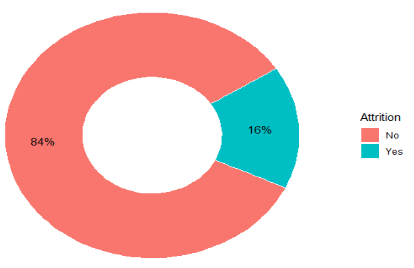 84%
16%
Attrition
No
Yes